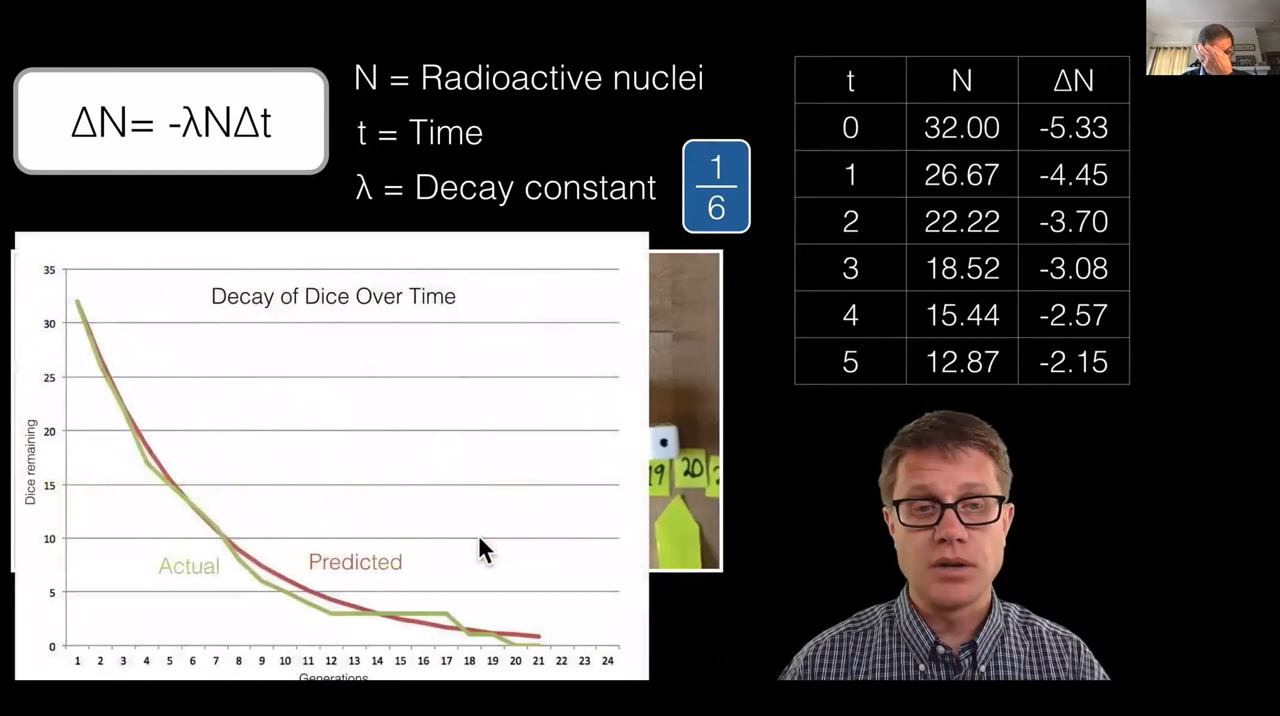 ΔN= -λNΔt
N = Radioactive nuclei
t = Time
λ = Decay constant
1
6
t N ΔN
0 32.00 -5.33
1 26.67 -4.45
2 22.22 -3.70
3 18.52 -3.08
4 15.44 -2.57
5 12.87 -2.15
Decay of Dice Over Time
Dice remaining
35
30
25
20
15
10
5
0
Actual
Predicted
1 2 3 4 5 6 7 8 9 10 11 12 13 14 15 16 17 18 19 20 21 22 23 24
Generations
19 20